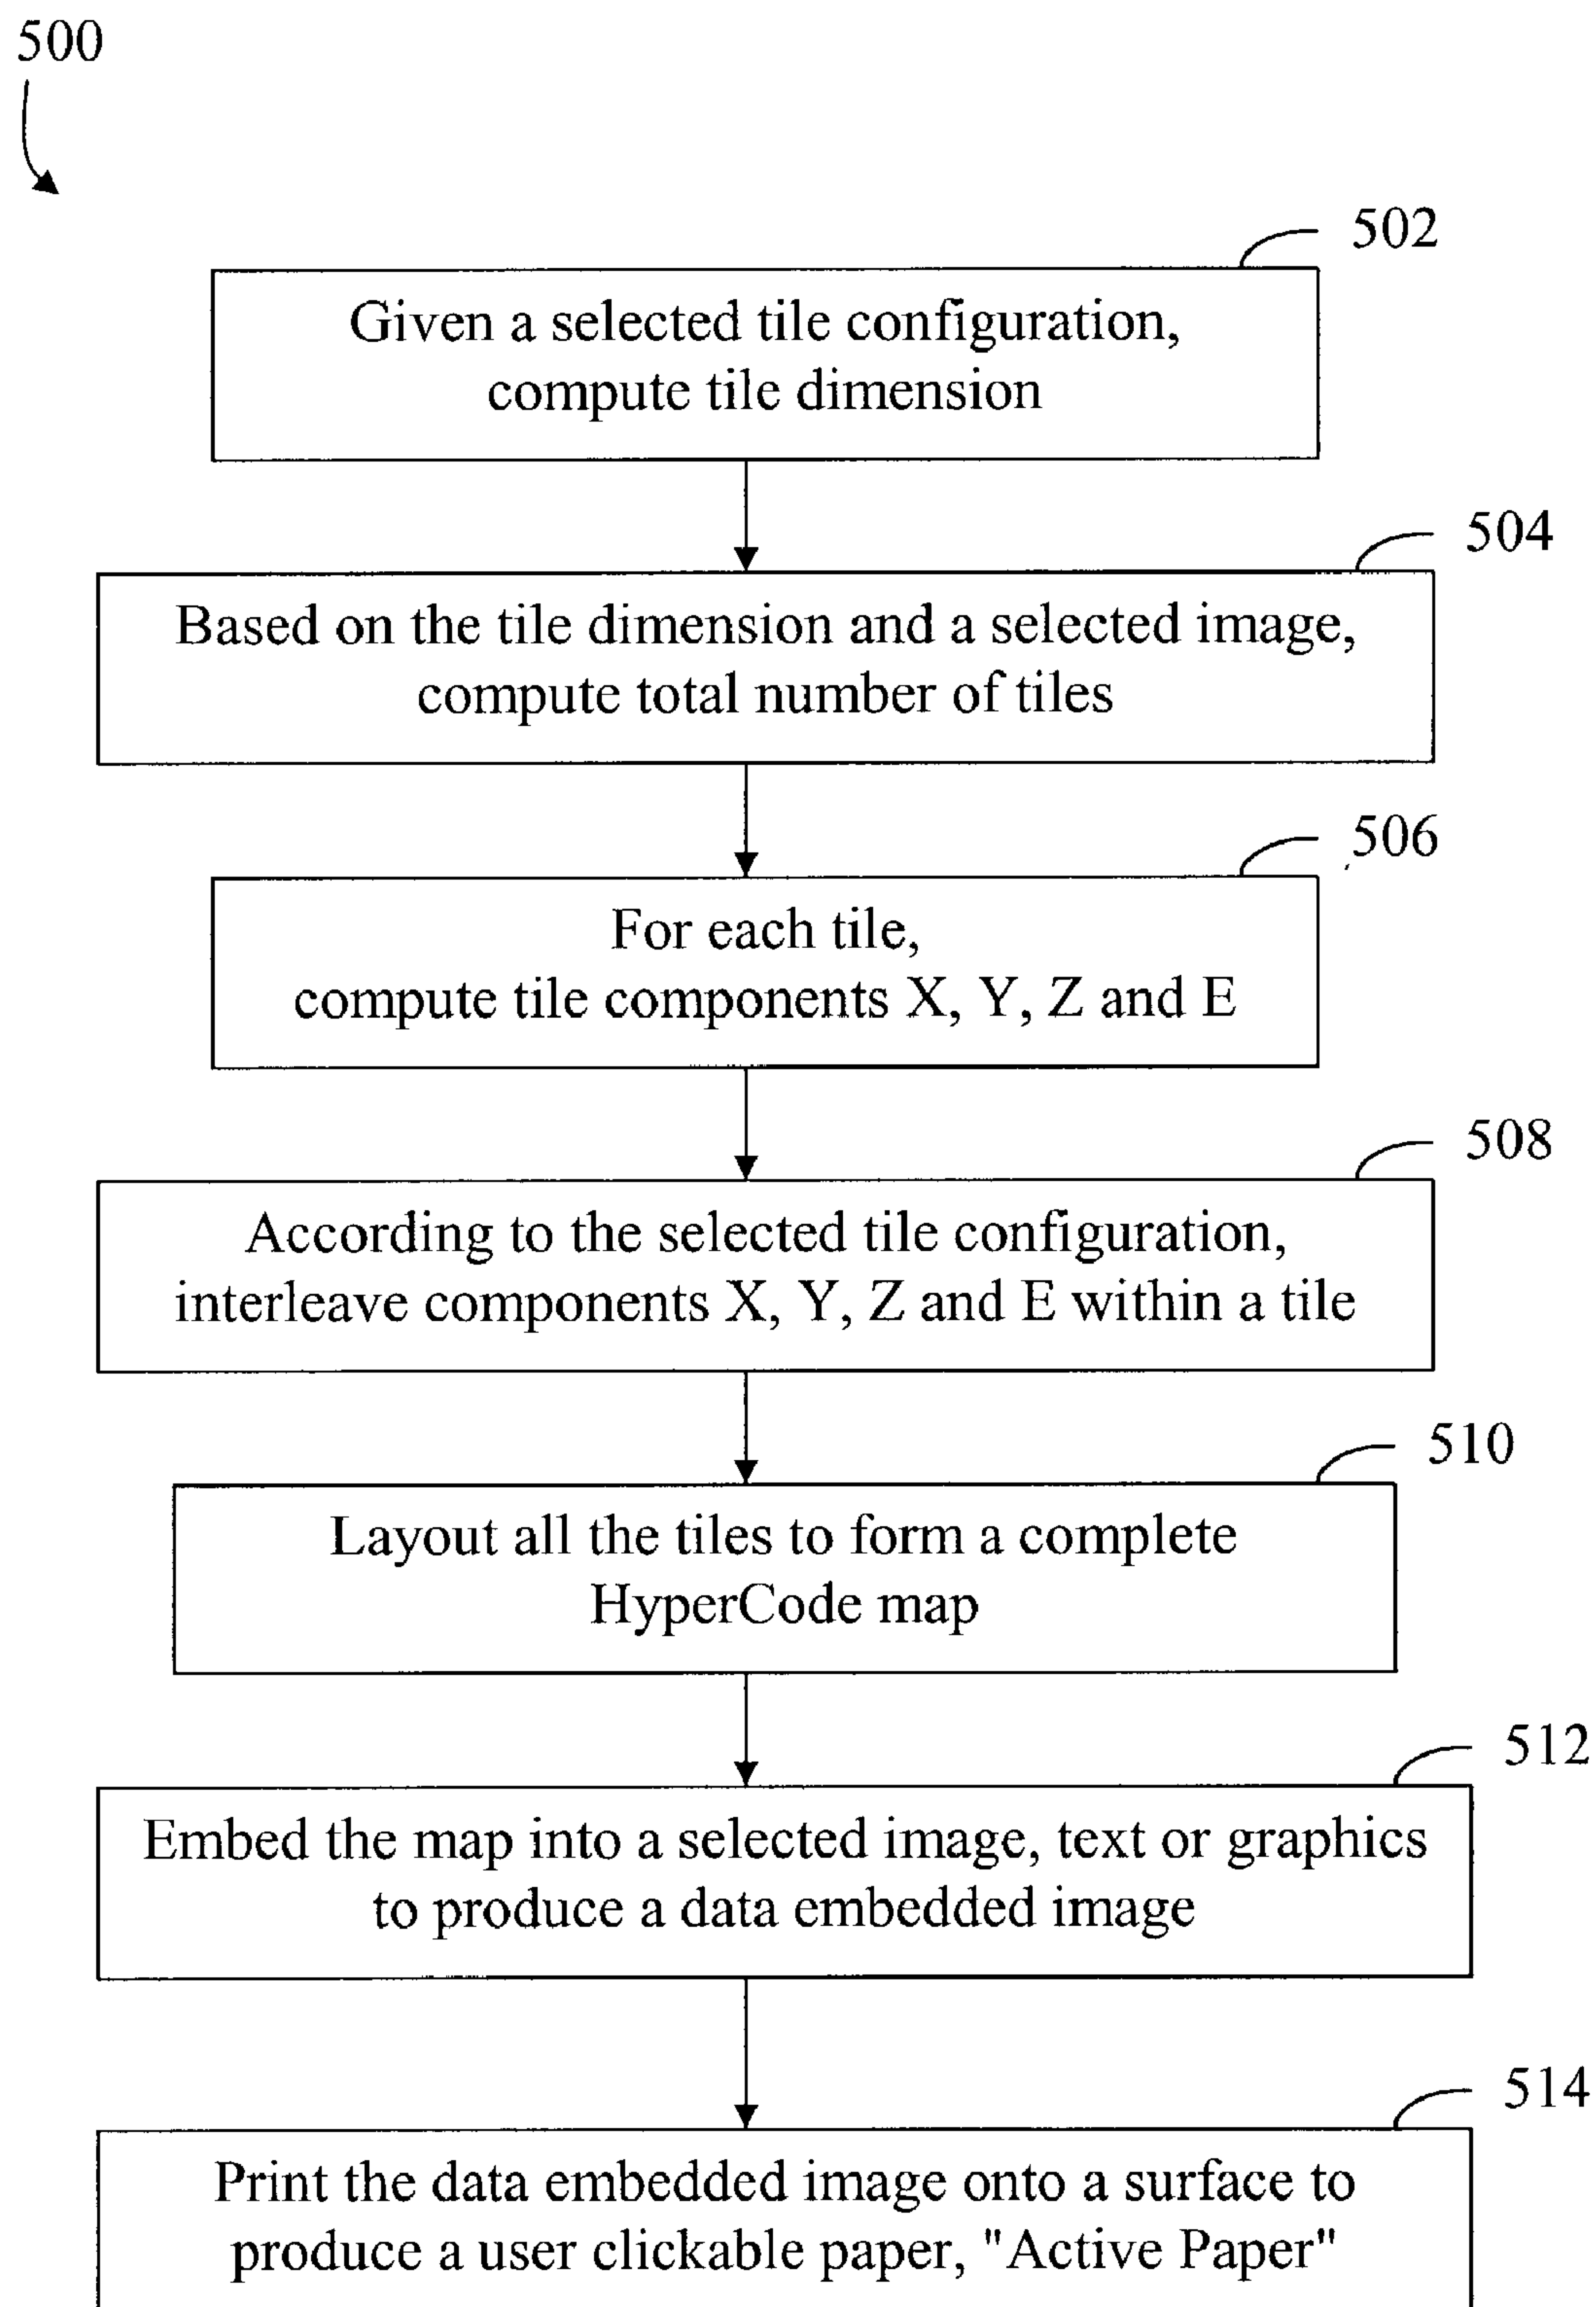 500
502
Given a selected tile configuration,
compute tile dimension
504
Based on the tile dimension and a selected image,
compute total number of tiles
506
For each tile,
compute tile components X, Y, Z and E
508
According to the selected tile configuration,
interleave components X, Y, Z and E within a tile
510
Layout all the tiles to form a complete
HyperCode map
512
Embed the map into a selected image, text or graphics
to produce a data embedded image
514
Print the data embedded image onto a surface to
produce a user clickable paper, "Active Paper"